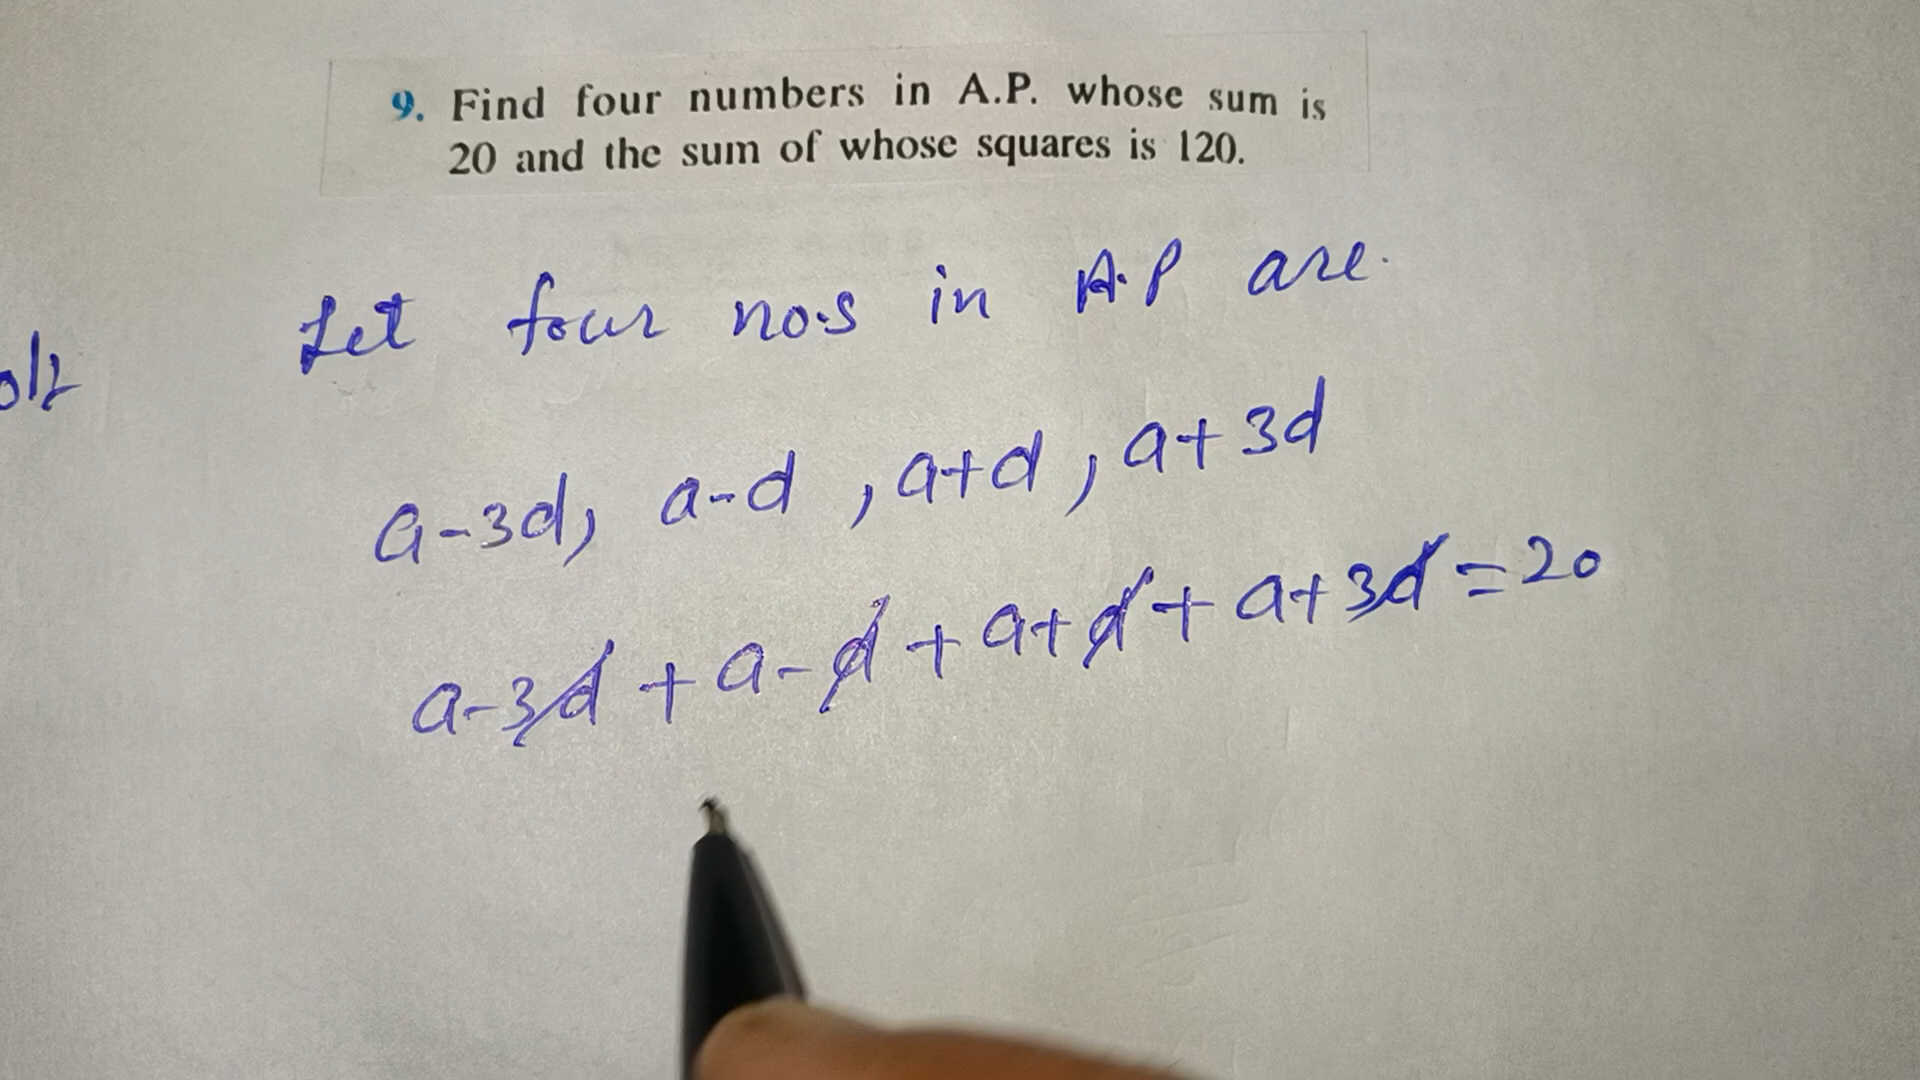 9. Find four numbers in A.P. whose sum is
20 and the sum of whose squares is 120.
Let four no.s in A.P are.
a-3d, a-d, a+d, a+3d
a-3d + a-d + a+d + a+3d = 20